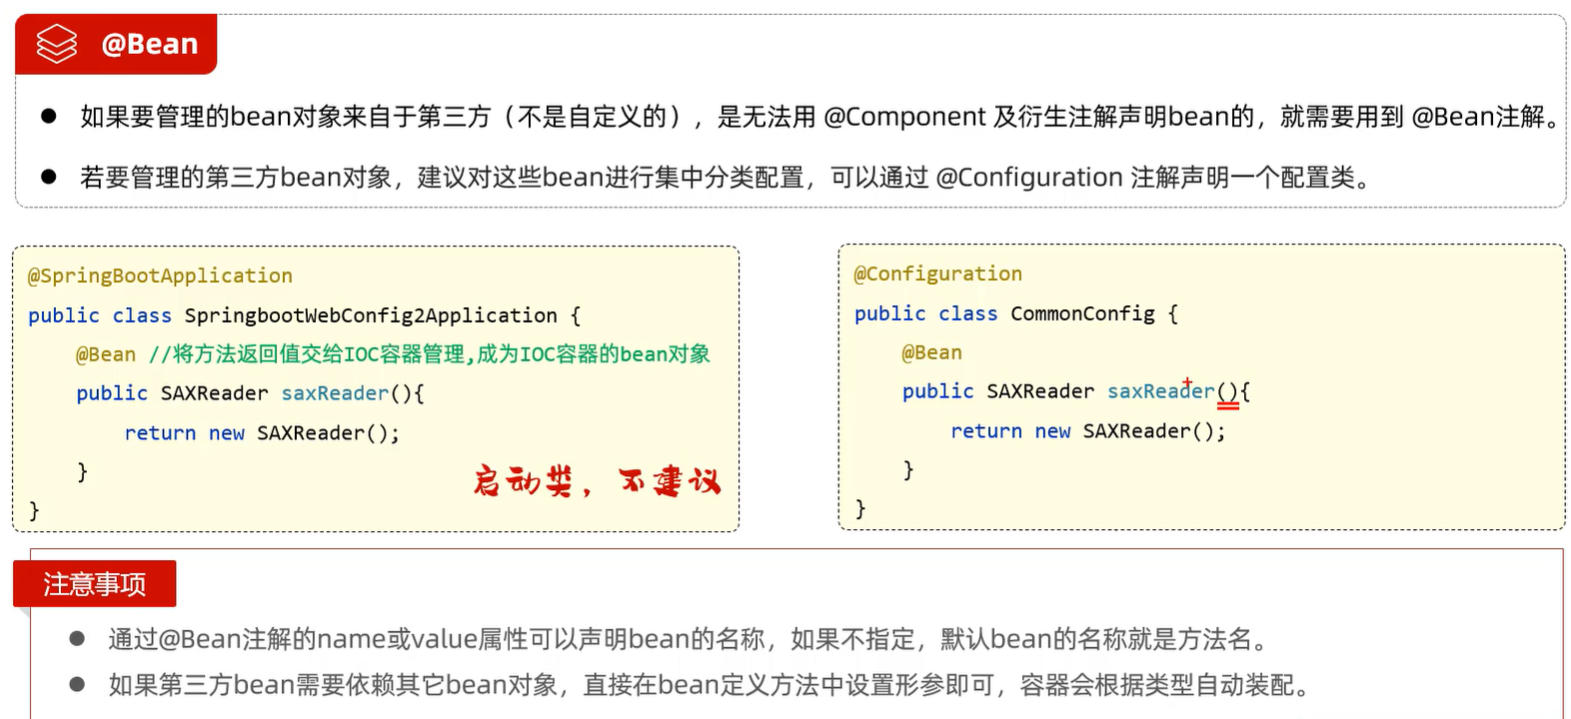 @Bean
如果要管理的bean对象来自于第三方（不是自定义的），是无法用 @Component 及衍生注解声明bean的，就需要用到 @Bean注解。
若要管理的第三方bean对象，建议对这些bean进行集中分类配置，可以通过 @Configuration 注解声明一个配置类。
@SpringBootApplication
public class SpringbootWebConfig2Application {
@Bean //将方法返回值交给IOC容器管理,成为IOC容器的bean对象
public SAXReader saxReader(){
return new SAXReader();
}
启动类，不建议
}
@Configuration
public class CommonConfig {
@Bean
public SAXReader saxReader(){
return new SAXReader();
}
}
注意事项
通过@Bean注解的name或value属性可以声明bean的名称，如果不指定，默认bean的名称就是方法名。
如果第三方bean需要依赖其它bean对象，直接在bean定义方法中设置形参即可，容器会根据类型自动装配。